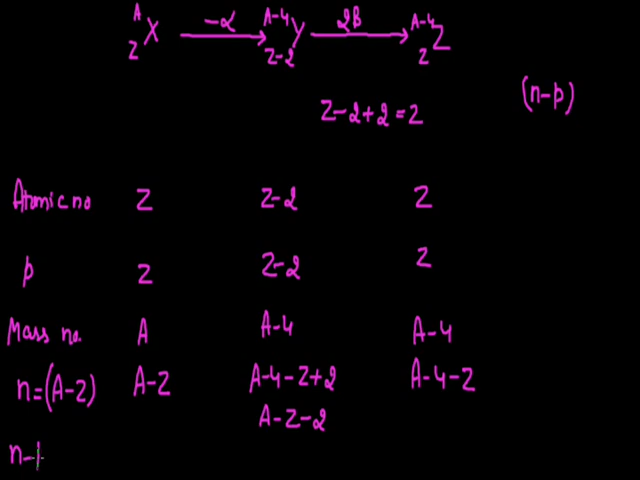 A Z X −α→ A−4 Z−2 Y 2β→ A−4 Z Z
Z−2+2=Z
(n−p)
Atomic no Z Z−2 Z
p Z Z−2 Z
Mass no. A A−4 A−4
n=(A−Z) A−Z A−4−Z+2 A−4−Z
A−Z−2
n−